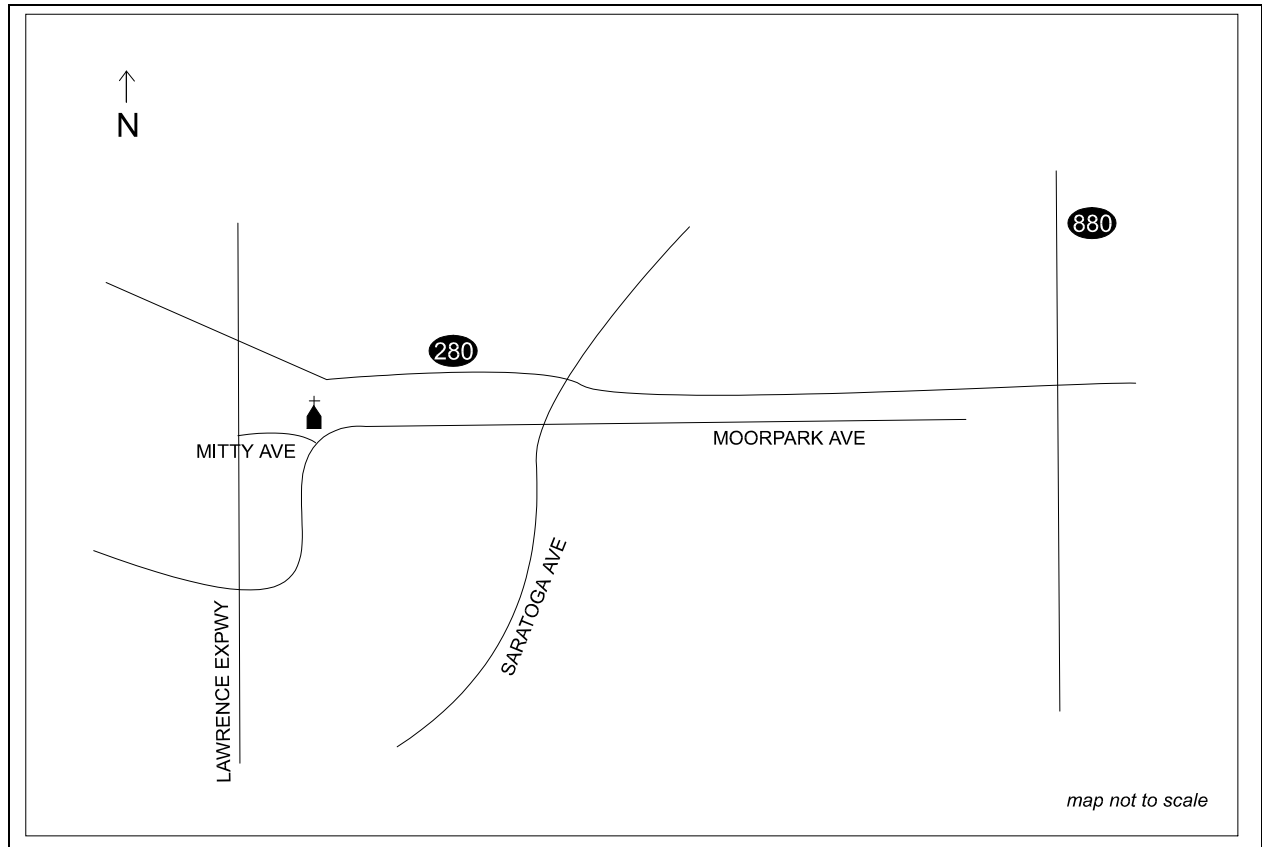 N
880
280
MOORPARK AVE
MITTY AVE
SARATOGA AVE
LAWRENCE EXPWY
map not to scale